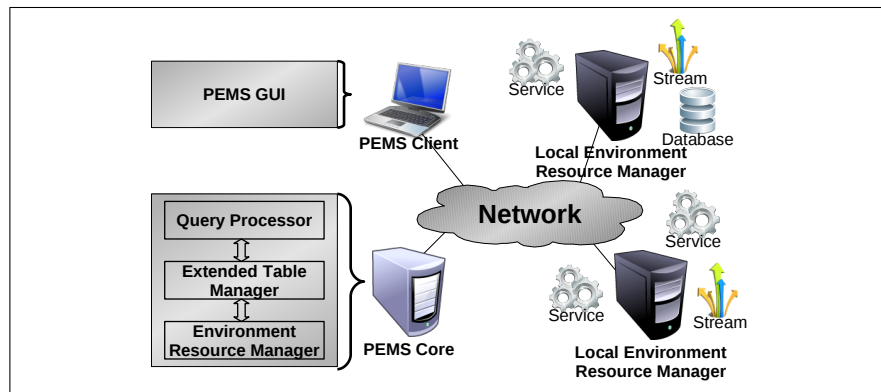 PEMS GUI
PEMS Client
Service
Stream
Database
Local Environment
Resource Manager
Network
Query Processor
Extended Table
Manager
Environment
Resource Manager
PEMS Core
Service
Service
Stream
Local Environment
Resource Manager